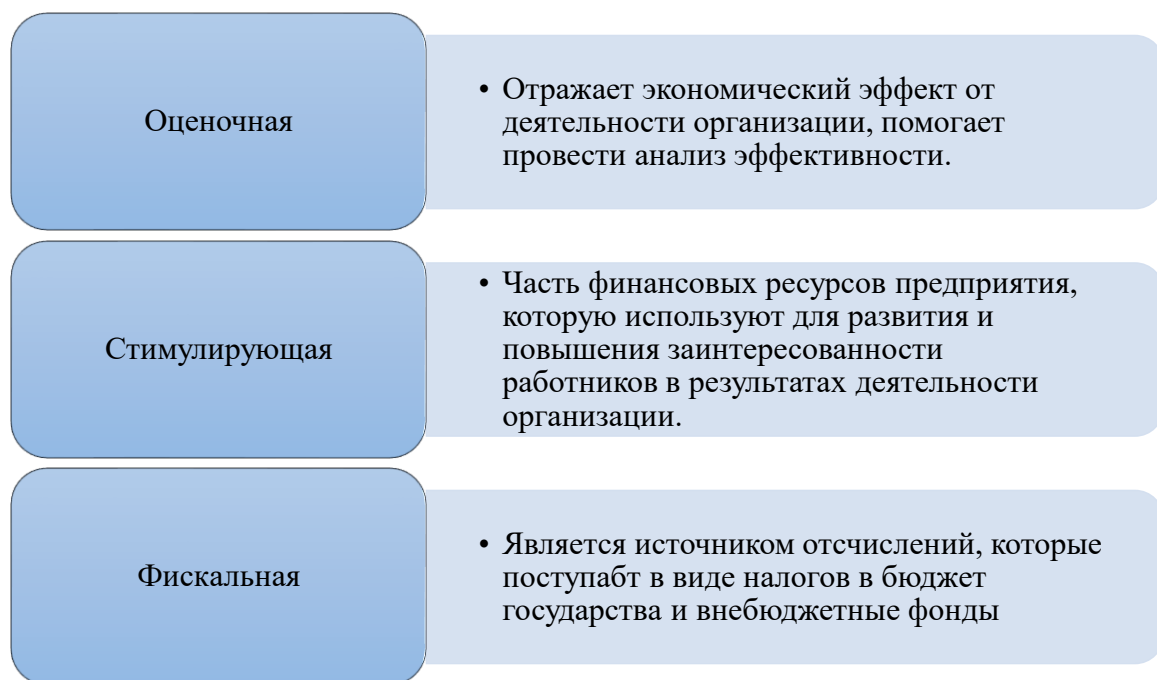 Оценочная
• Отражает экономический эффект от
деятельности организации, помогает
провести анализ эффективности.
Стимулирующая
• Часть финансовых ресурсов предприятия,
которую используют для развития и
повышения заинтересованности
работников в результатах деятельности
организации.
Фискальная
• Является источником отсчислений, которые
поступабт в виде налогов в бюджет
государства и внебюджетные фонды